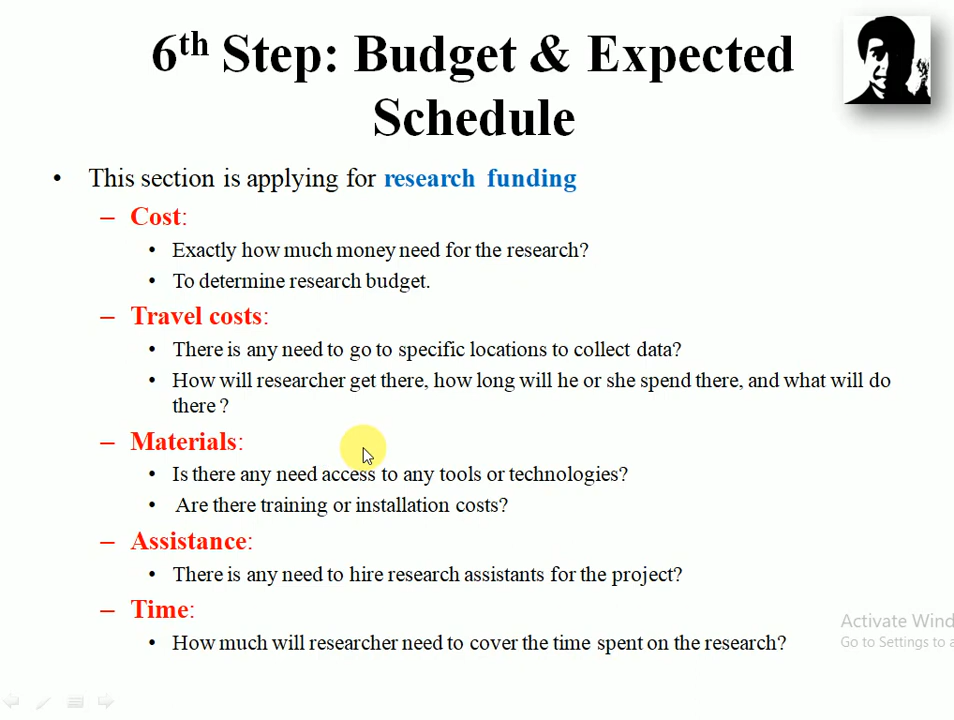 6th Step: Budget & Expected
Schedule
• This section is applying for research funding
– Cost:
• Exactly how much money need for the research?
• To determine research budget.
– Travel costs:
• There is any need to go to specific locations to collect data?
• How will researcher get there, how long will he or she spend there, and what will do
there ?
– Materials:
• Is there any need access to any tools or technologies?
• Are there training or installation costs?
– Assistance:
• There is any need to hire research assistants for the project?
– Time:
• How much will researcher need to cover the time spent on the research?
Activate Wind
Go to Settings to a